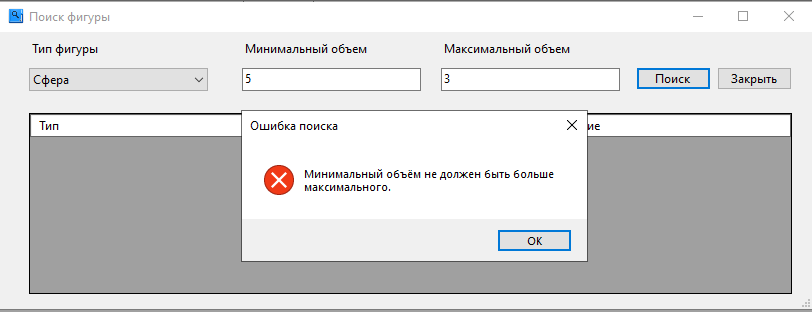 Поиск фигуры
Тип фигуры
Минимальный объем
Максимальный объем
Сфера
5
3
Поиск
Закрыть
Тип
ие
Ошибка поиска
Минимальный объём не должен быть больше
максимального.
ОК